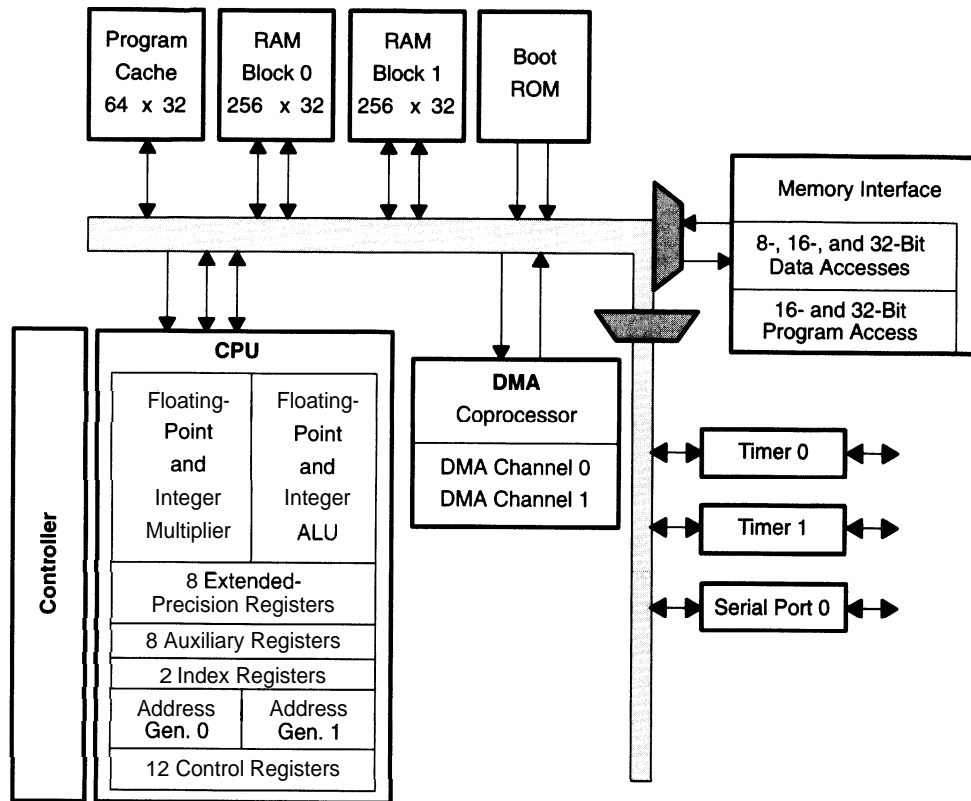 Program
Cache
64 x 32
RAM
Block 0
256 x 32
RAM
Block 1
256 x 32
Boot
ROM
Memory Interface
8-, 16-, and 32-Bit
Data Accesses
16- and 32-Bit
Program Access
Controller
CPU
Floating-
Point
and
Integer
Multiplier
Floating-
Point
and
Integer
ALU
8 Extended-
Precision Registers
8 Auxiliary Registers
2 Index Registers
Address
Gen. 0
Address
Gen. 1
12 Control Registers
DMA
Coprocessor
DMA Channel 0
DMA Channel 1
Timer 0
Timer 1
Serial Port 0